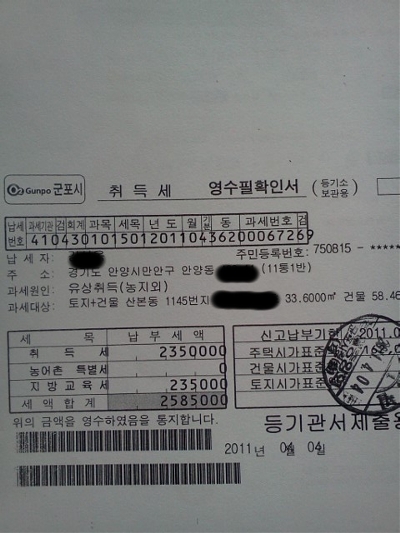 Gunpo 군포시 취 득 세 영수필확인서 (등기소 보관용)
납세 과세기관 검 회계 과목 세목 년 도 월 기분 동 과세번호 검
번호 41043010150120110436200067269
납 세 자: 주민등록번호: 750815 - *****
주 소: 경기도 안양시만안구 안양동 (11통1반)
과세원인: 유상취득(농지외)
과세대상: 토지+건물 산본동 1145번지 33.6000㎡ 건물 58.46
세 목 납 부 세 액
취 득 세 2350000
농어촌 특별세 0
지 방 교 육 세 235000
세 액 합 계 2585000
신고납부기한 2011.0
주택시가표준
건물시가표준
토지시가표준
위의 금액을 영수하였음을 통지합니다.
등기관서제출용
2011년 04월 04일